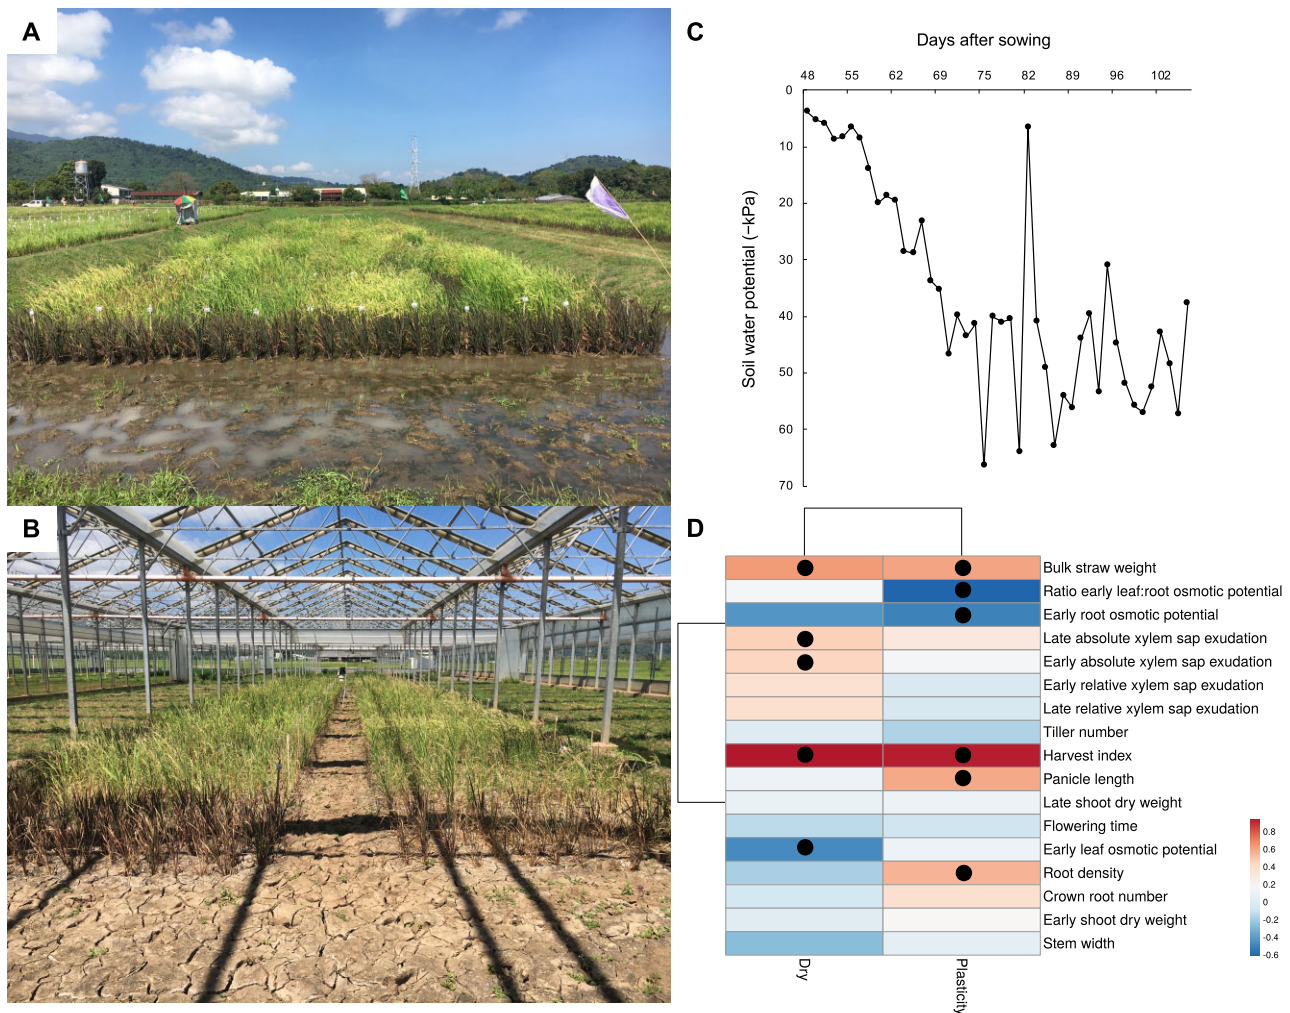 A
B
C
Days after sowing
48 55 62 69 75 82 89 96 102
0
10
20
30
40
50
60
70
Soil water potential (−kPa)
D
Bulk straw weight
Ratio early leaf:root osmotic potential
Early root osmotic potential
Late absolute xylem sap exudation
Early absolute xylem sap exudation
Early relative xylem sap exudation
Late relative xylem sap exudation
Tiller number
Harvest index
Panicle length
Late shoot dry weight
Flowering time
Early leaf osmotic potential
Root density
Crown root number
Early shoot dry weight
Stem width
Dry
Plasticity
0.8
0.6
0.4
0.2
0
-0.2
-0.4
-0.6